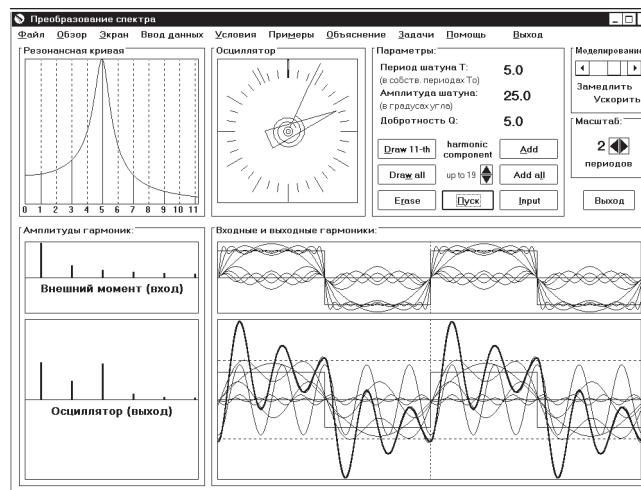 Преобразование спектра
Файл Обзор Экран Ввод данных Условия Примеры Объяснение Задачи Помощь Выход
Резонансная кривая
0 1 2 3 4 5 6 7 8 9 10 11
Осциллятор
Параметры:
Период шатуна T: 5.0
(в собств. периодах To)
Амплитуда шатуна: 25.0
(в градусах угла)
Добротность Q: 5.0
Draw 11-th harmonic component Add
Draw all up to 19 Add all
Erase Пуск Input
Моделирование
Замедлить
Ускорить
Масштаб:
2
периодов
Выход
Амплитуды гармоник:
Внешний момент (вход)
Осциллятор (выход)
Входные и выходные гармоники: